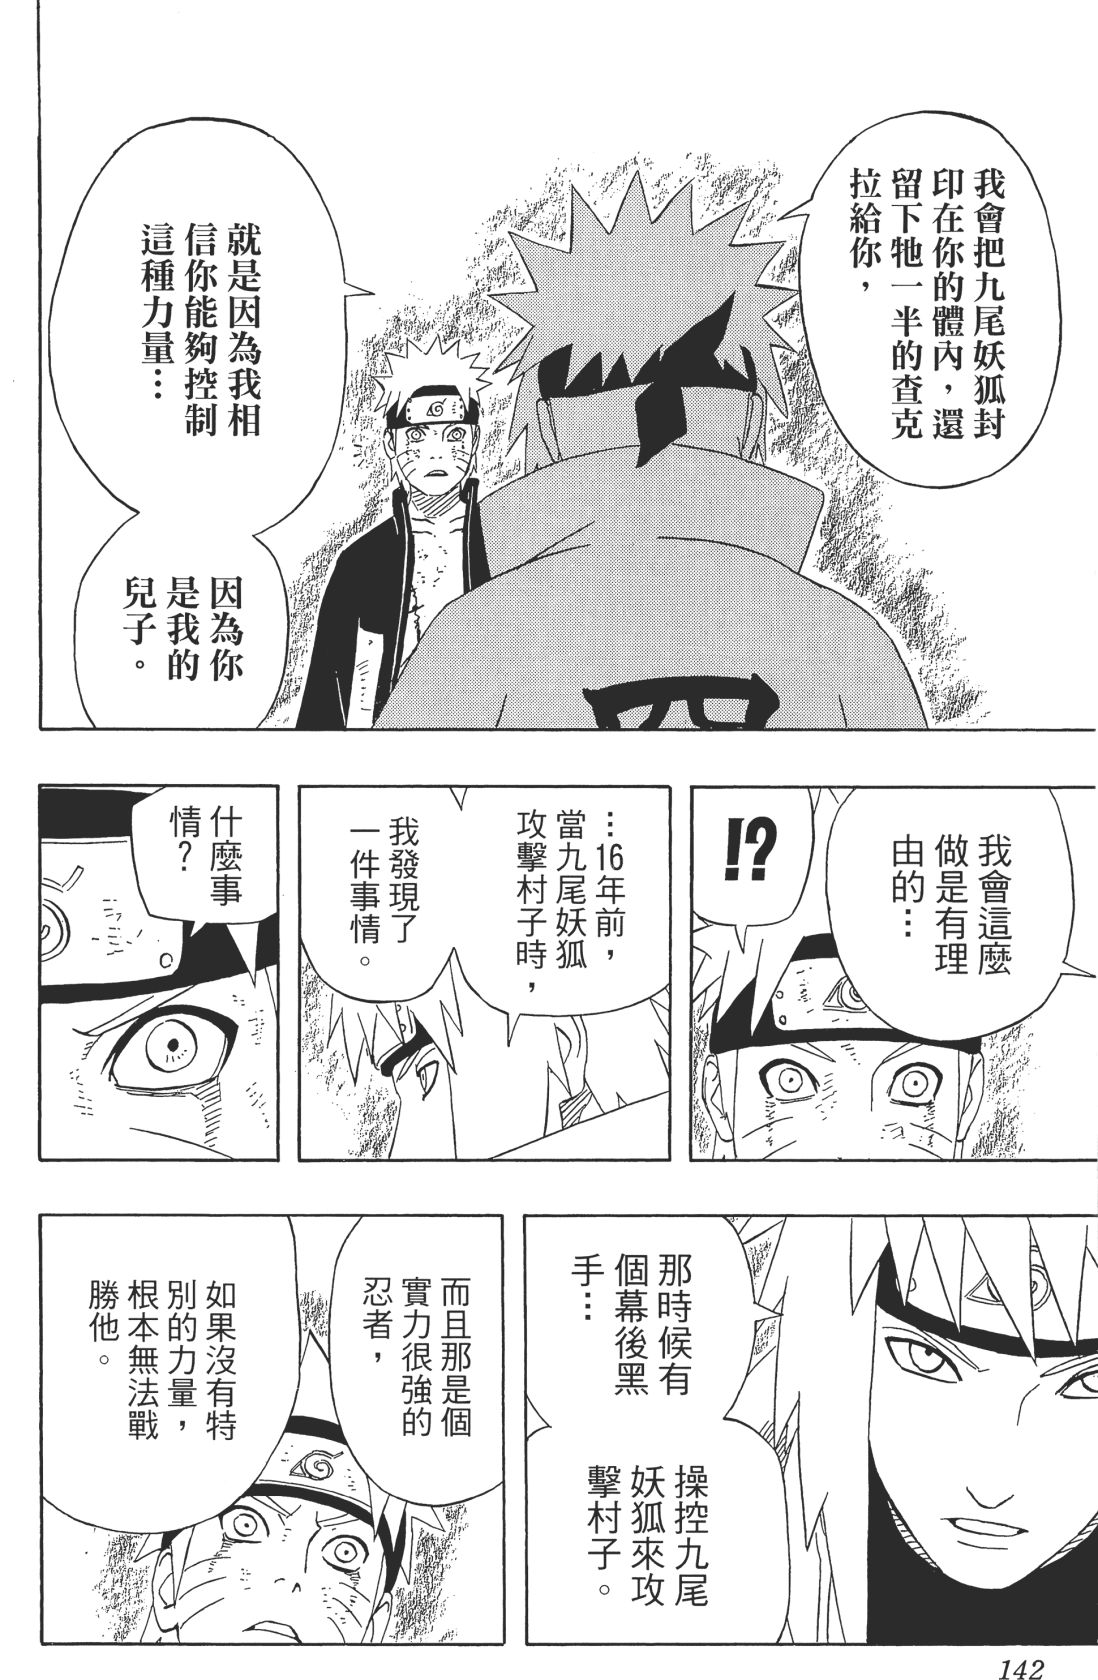 我會把九尾妖狐封
印在你的體內，還
留下牠一半的查克
拉給你，
就是因為我相
信你能夠控制
這種力量…
因為你
是我的
兒子。
四
我會這麼
做是有理
由的…
!?
…16年前，
當九尾妖狐
攻擊村子時，
我發現了
一件事情。
什麼事
情？
那時候有
個幕後黑
手…
操控九尾
妖狐來攻
擊村子。
而且那是個
實力很強的
忍者，
如果沒有特
別的力量，
根本無法戰
勝他。
142